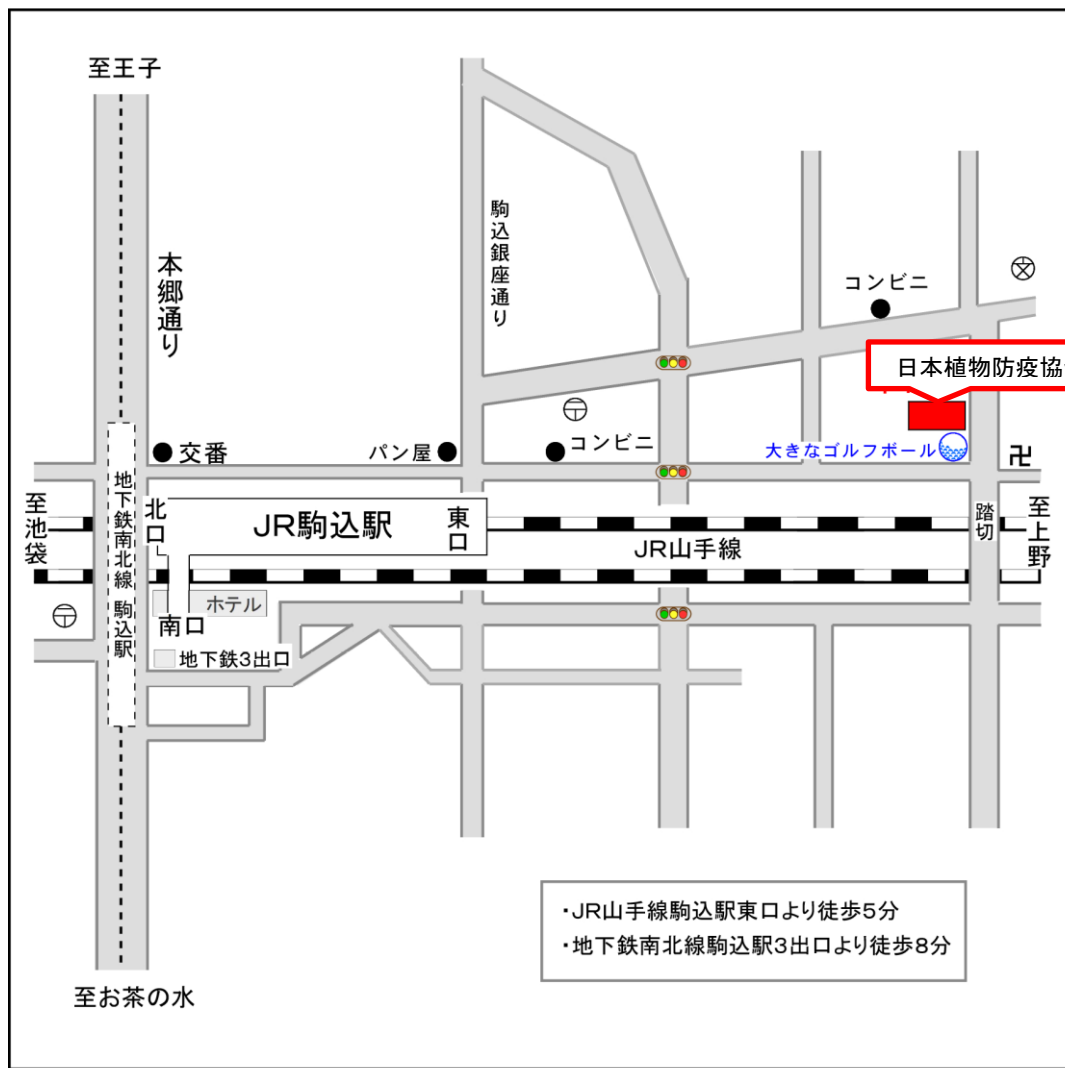 至王子
本郷通り
駒込銀座通り
コンビニ
日本植物防疫協
交番
パン屋
コンビニ
大きなゴルフボール
卍
至池袋
地下鉄南北線 駒込駅
北口
JR駒込駅
東口
JR山手線
踏切
至上野
ホテル
南口
地下鉄3出口
・JR山手線駒込駅東口より徒歩5分
・地下鉄南北線駒込駅3出口より徒歩8分
至お茶の水